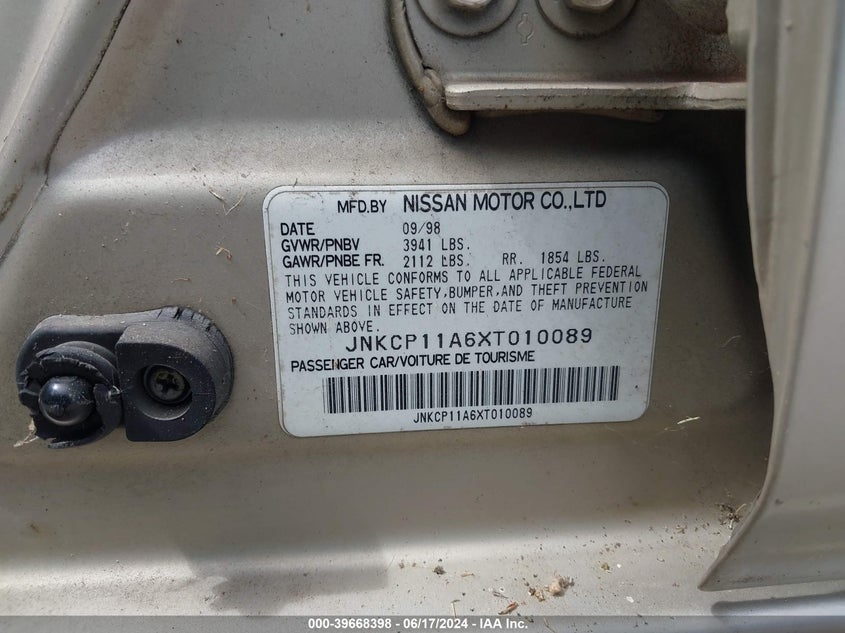 MFD.BY NISSAN MOTOR CO.,LTD
DATE 09/98
GVWR/PNBV 3941 LBS.
GAWR/PNBE FR. 2112 LBS. RR. 1854 LBS.
THIS VEHICLE CONFORMS TO ALL APPLICABLE FEDERAL
MOTOR VEHICLE SAFETY,BUMPER,AND THEFT PREVENTION
STANDARDS IN EFFECT ON THE DATE OF MANUFACTURE
SHOWN ABOVE.
JNKCP11A6XT010089
PASSENGER CAR/VOITURE DE TOURISME
JNKCP11A6XT010089
000-39668398 - 06/17/2024 - IAA Inc.